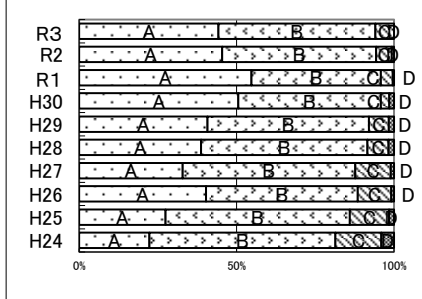 R3 A B C D
R2 A B C D
R1 A B C D
H30 A B C D
H29 A B C D
H28 A B C D
H27 A B C D
H26 A B C D
H25 A B C D
H24 A B C D
0% 50% 100%